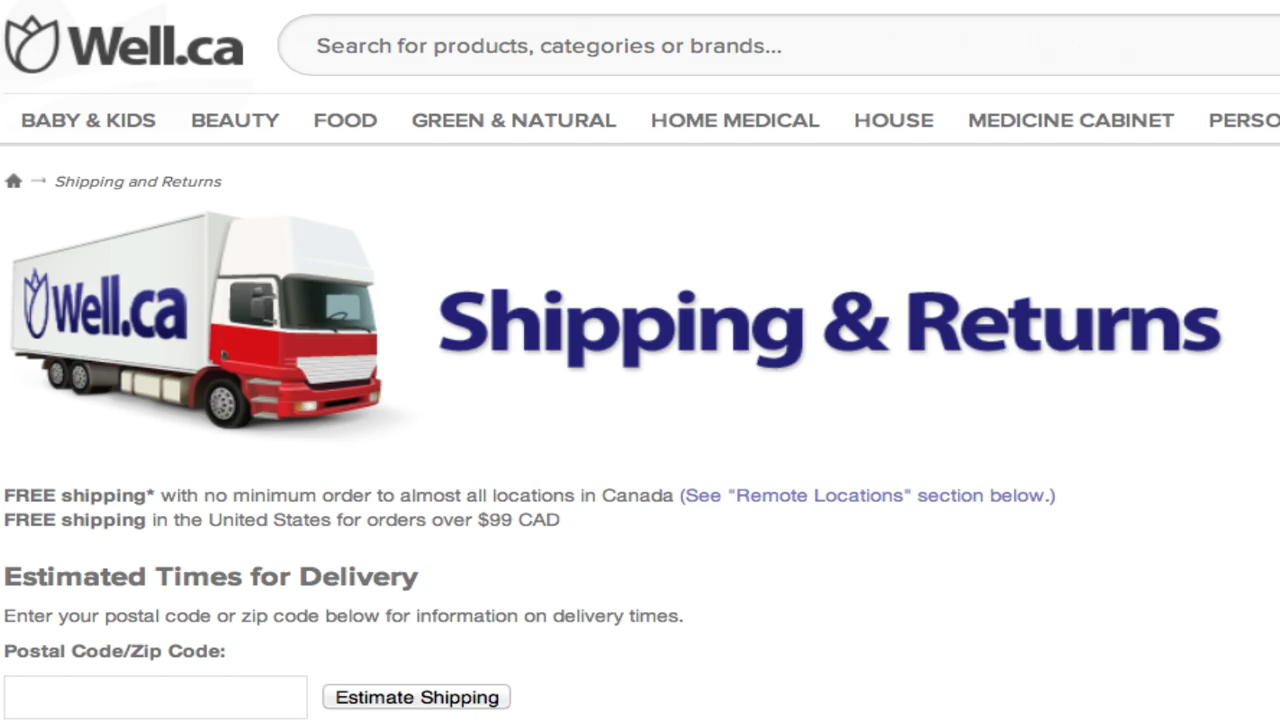 Well.ca
Search for products, categories or brands...
BABY & KIDS BEAUTY FOOD GREEN & NATURAL HOME MEDICAL HOUSE MEDICINE CABINET PERSO
Shipping and Returns
Well.ca
Shipping & Returns
FREE shipping* with no minimum order to almost all locations in Canada (See "Remote Locations" section below.)
FREE shipping in the United States for orders over $99 CAD
Estimated Times for Delivery
Enter your postal code or zip code below for information on delivery times.
Postal Code/Zip Code:
Estimate Shipping